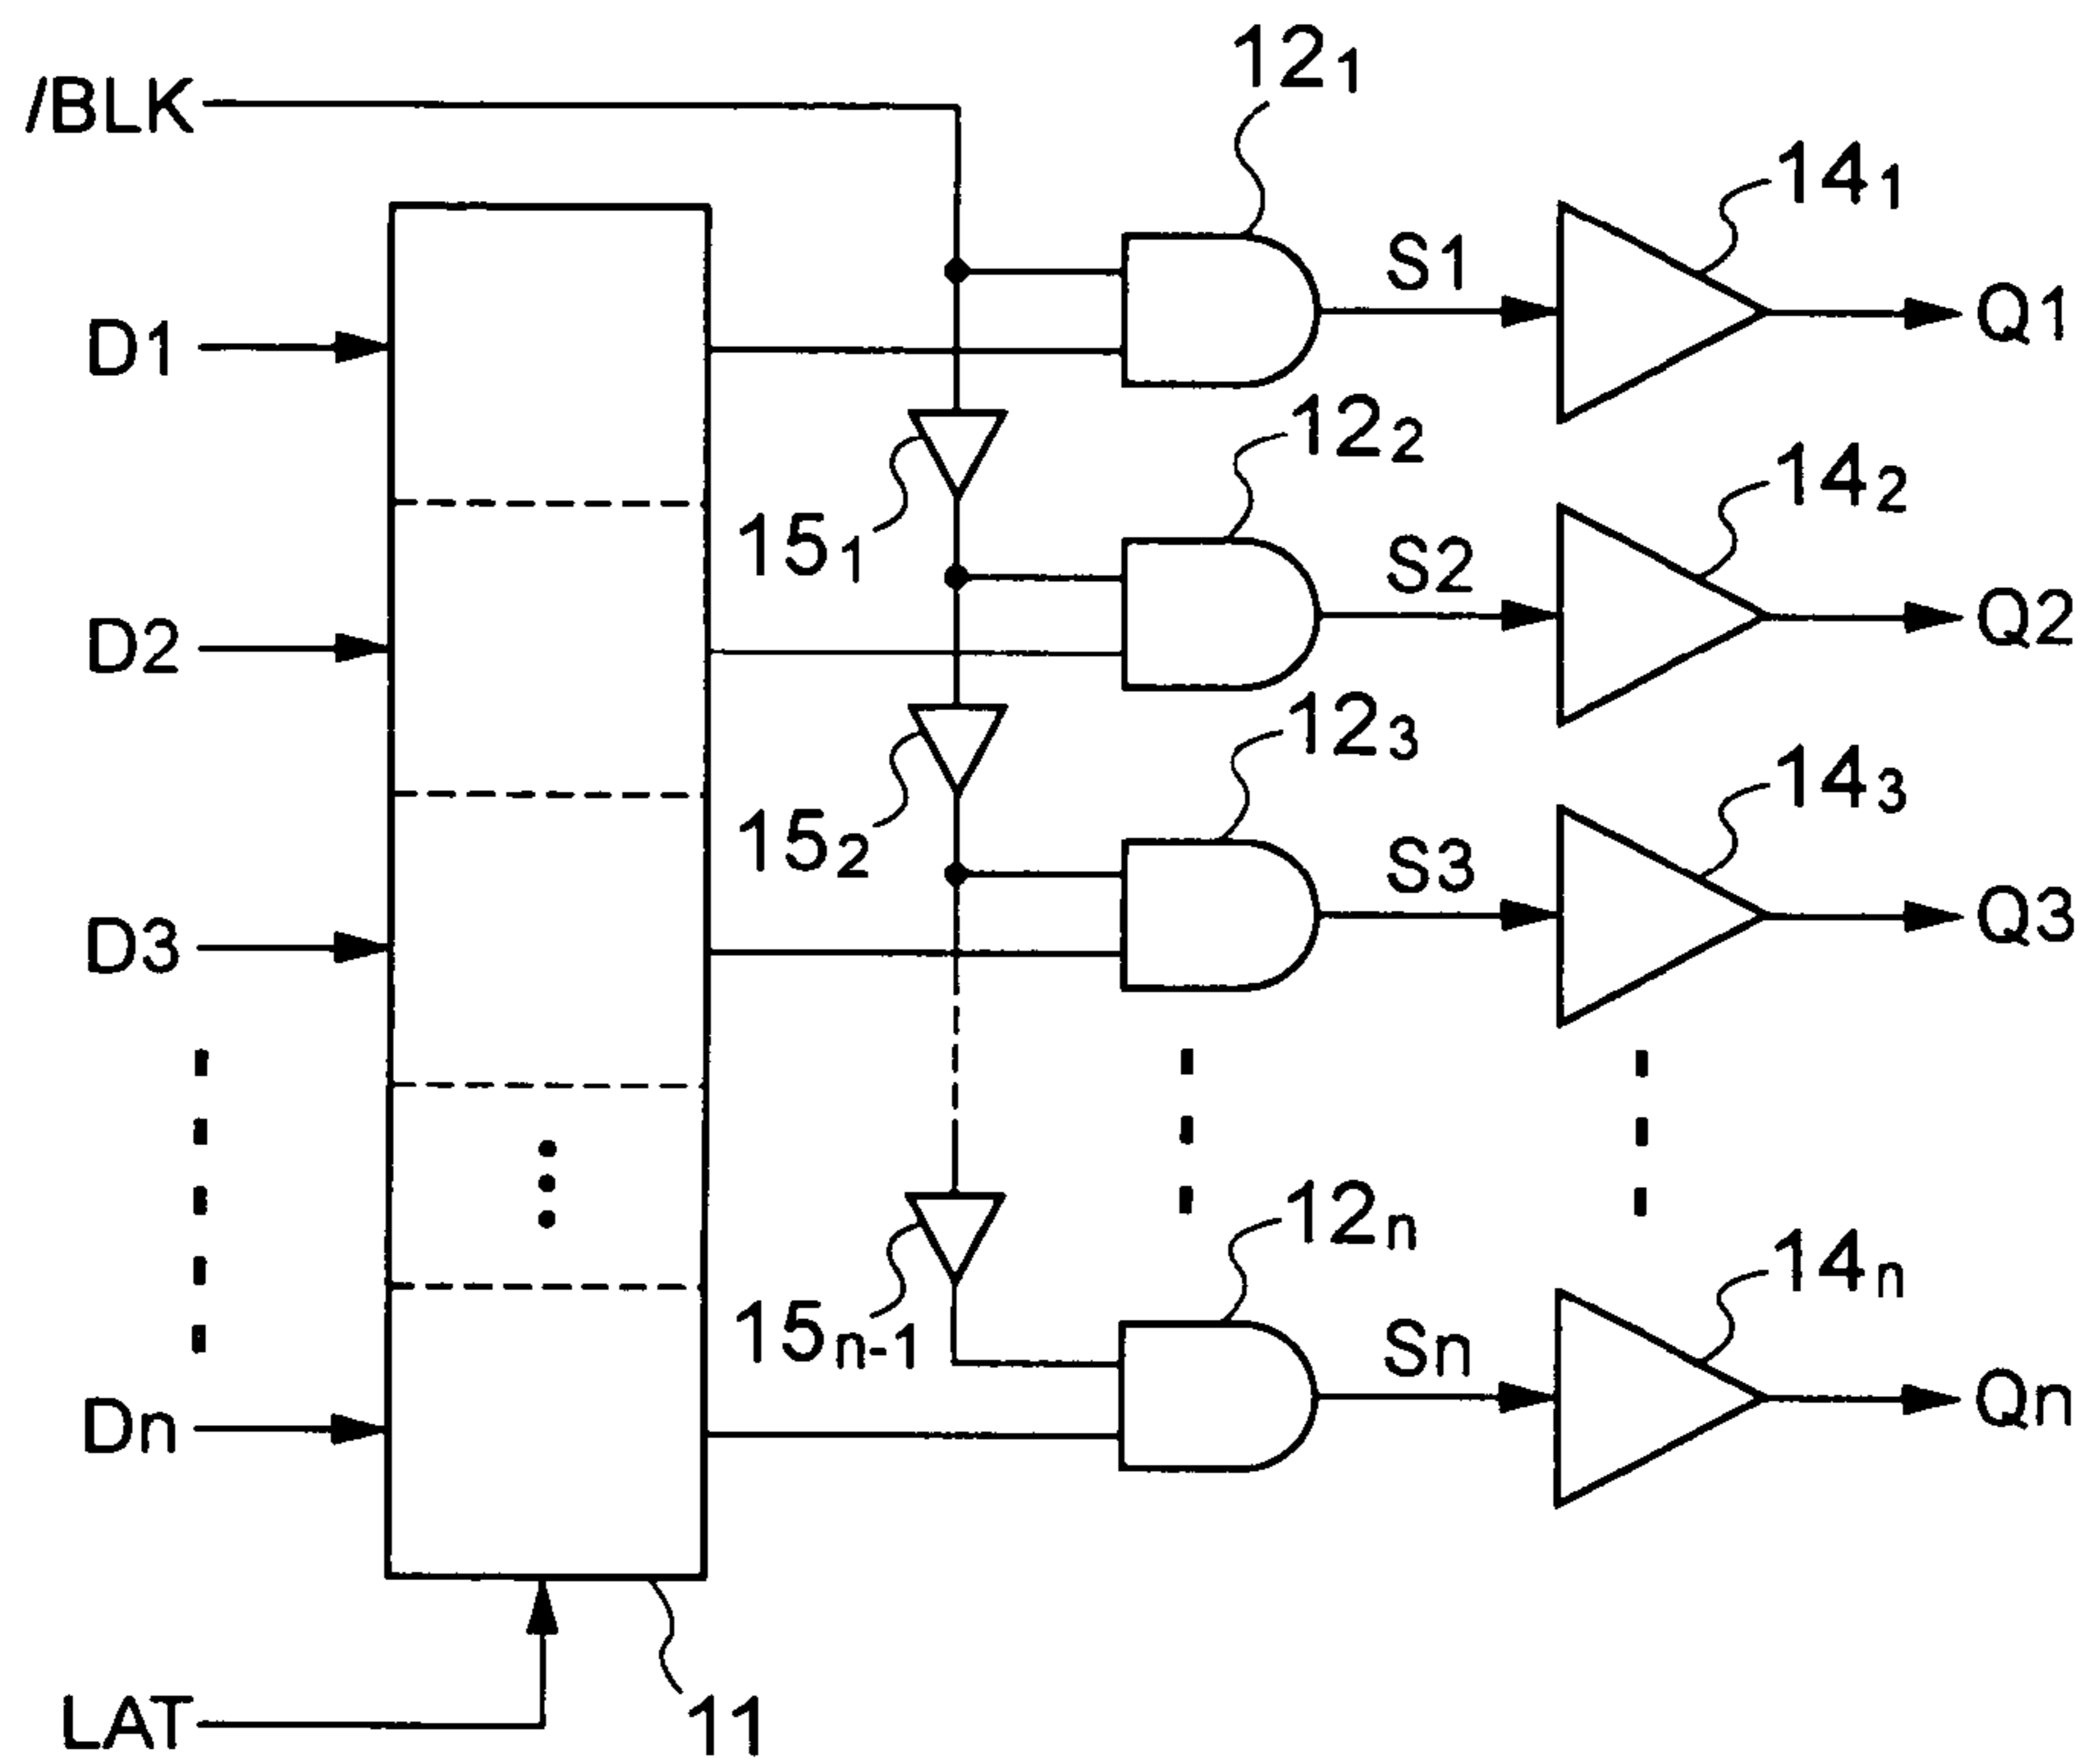 /BLK
12₁
14₁
S1
Q1
D1
12₂
14₂
15₁
S2
Q2
D2
12₃
14₃
15₂
S3
Q3
D3
12ₙ
14ₙ
15ₙ₋₁
Sn
Qn
Dn
LAT
11